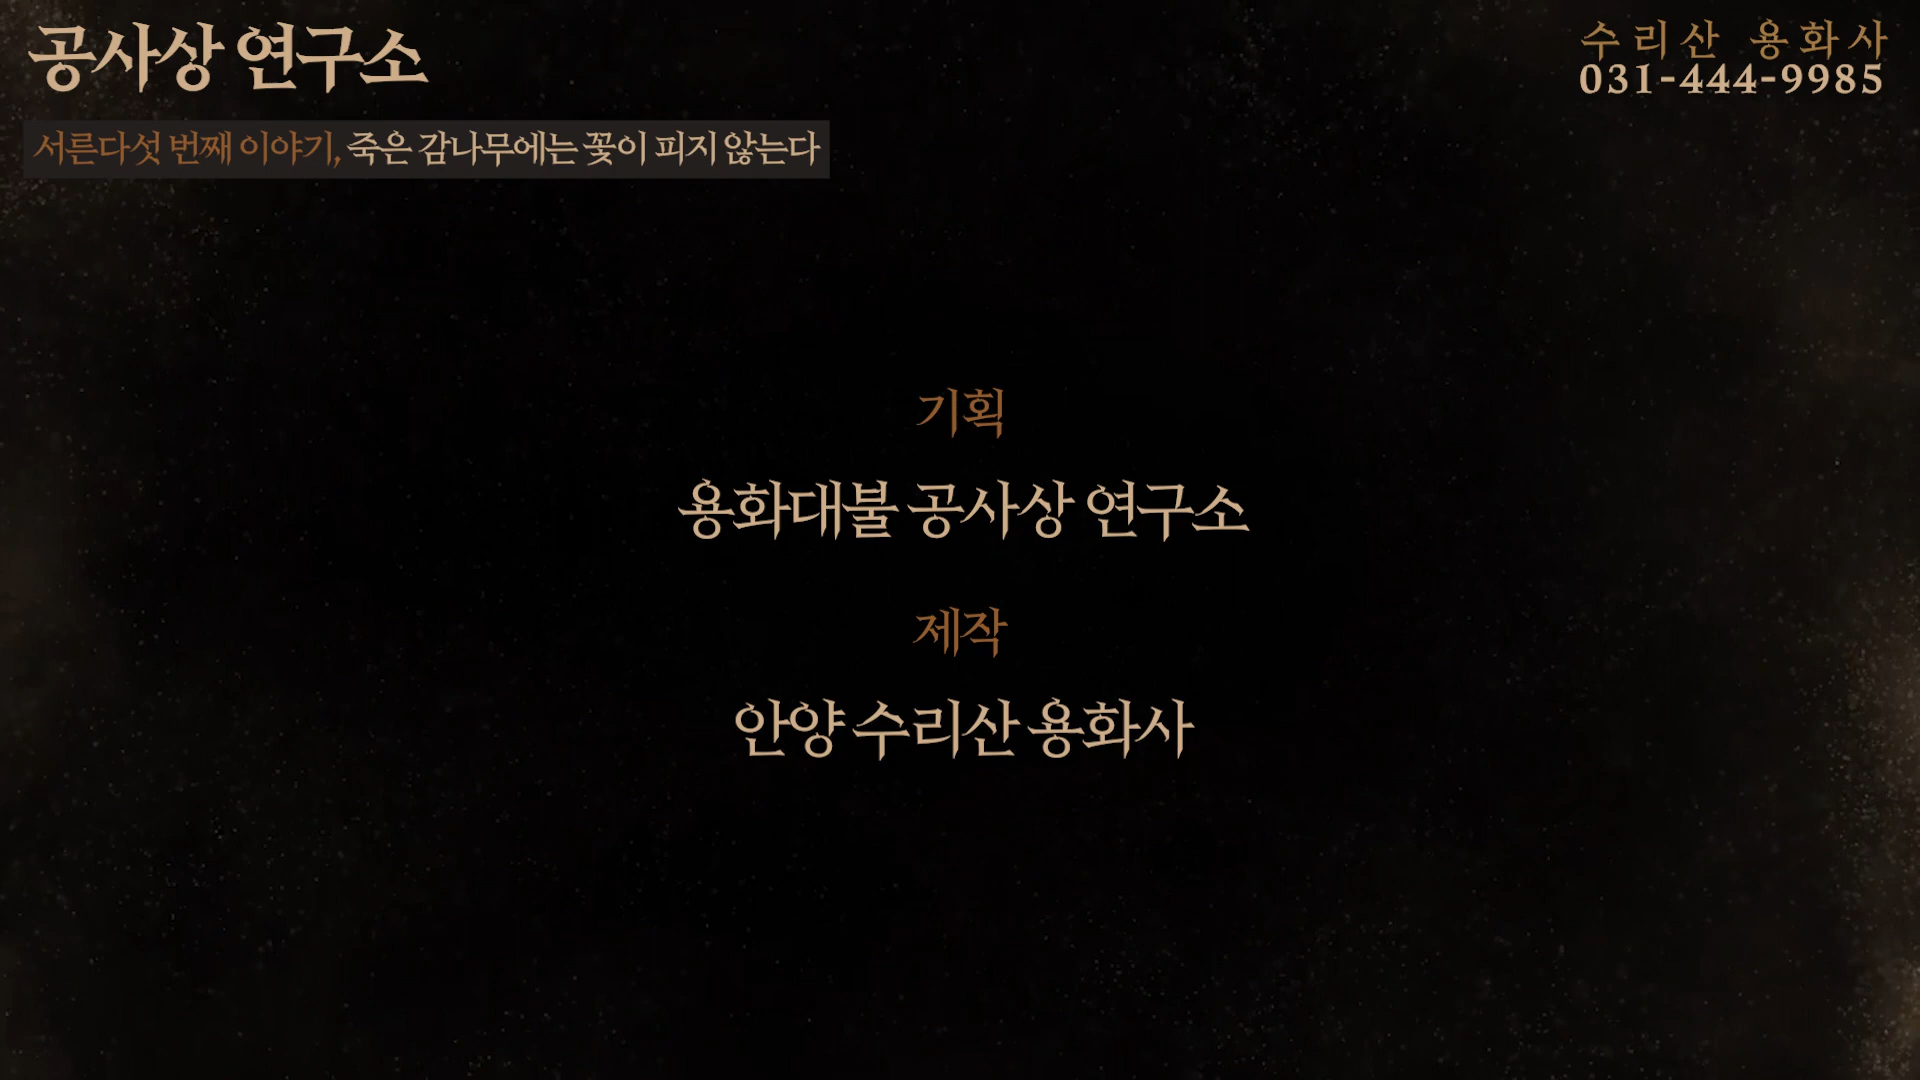 공사상 연구소
수리산 용화사
031-444-9985
서른다섯 번째 이야기, 죽은 감나무에는 꽃이 피지 않는다
기획
용화대불 공사상 연구소
제작
안양 수리산 용화사